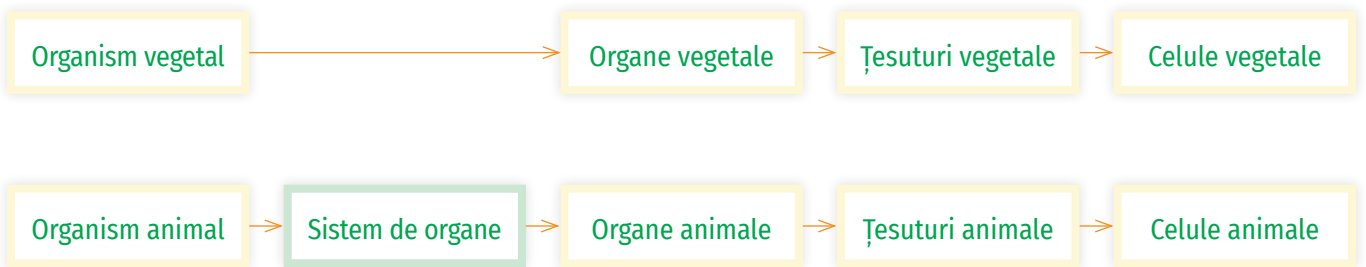 Organism vegetal
Organe vegetale
Țesuturi vegetale
Celule vegetale
Organism animal
Sistem de organe
Organe animale
Țesuturi animale
Celule animale